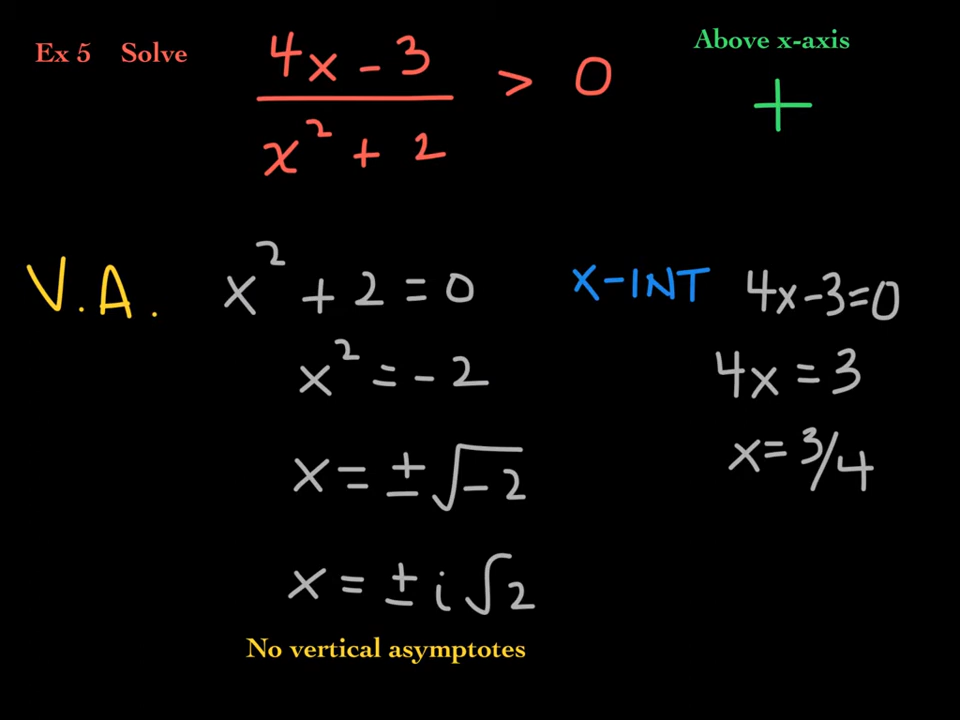 Ex 5 Solve (4x - 3)/(x² + 2) > 0
Above x-axis
+
V.A. x² + 2 = 0
x² = - 2
x = ± √-2
x = ± i √2
No vertical asymptotes
X-INT 4x-3=0
4x = 3
x = 3/4